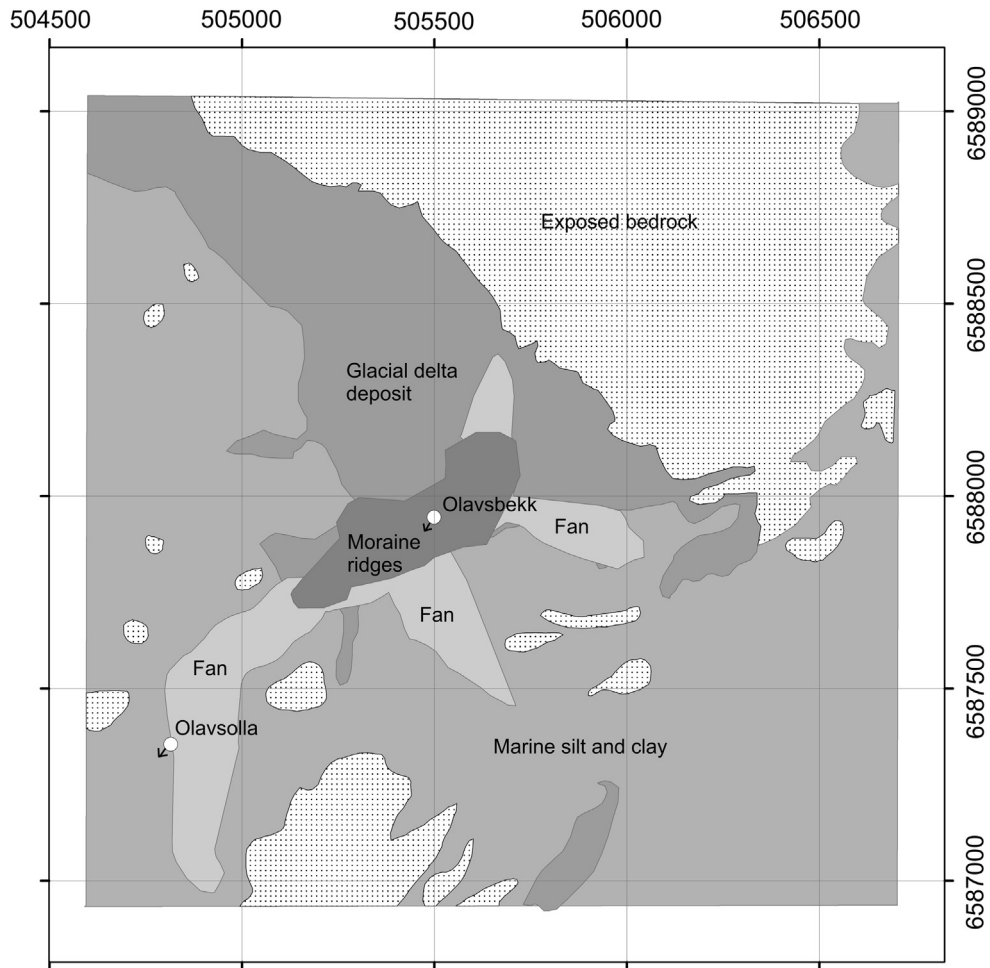 504500 505000 505500 506000 506500
6589000
Exposed bedrock
6588500
Glacial delta
deposit
6588000
Olavsbekk
Fan
Moraine
ridges
Fan
Fan
6587500
Olavsolla
Marine silt and clay
6587000